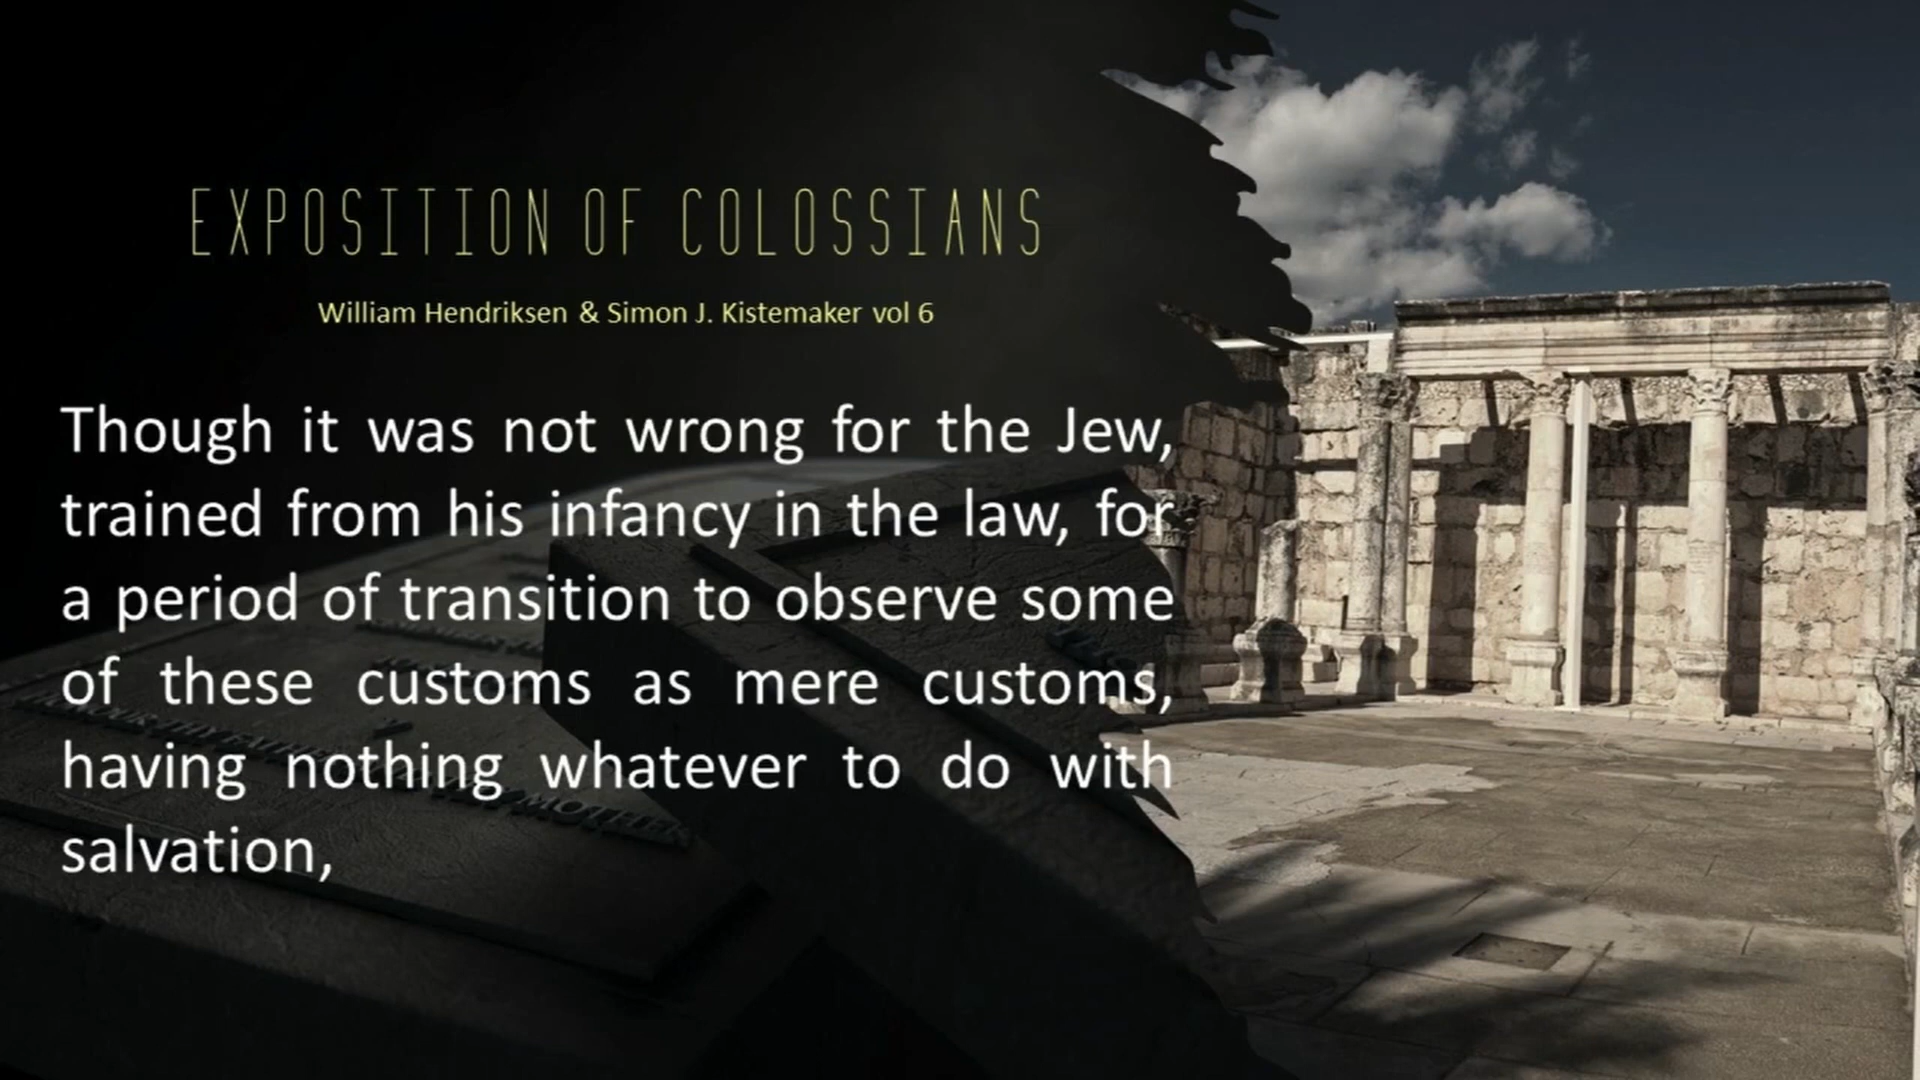 EXPOSITION OF COLOSSIANS
William Hendriksen & Simon J. Kistemaker vol 6
Though it was not wrong for the Jew,
trained from his infancy in the law, for
a period of transition to observe some
of these customs as mere customs,
having nothing whatever to do with
salvation,